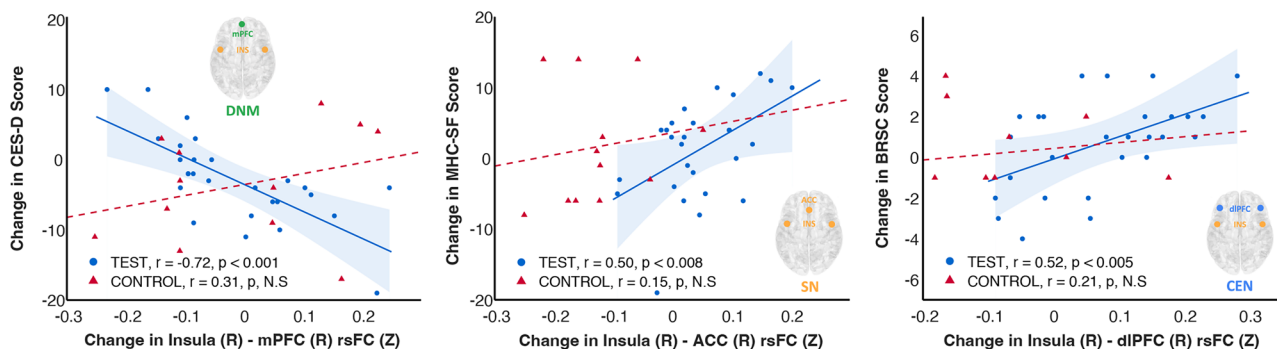 Change in CES-D Score
20
10
0
-10
-20
mPFC
INS
DNM
TEST, r = -0.72, p < 0.001
CONTROL, r = 0.31, p, N.S
-0.3 -0.2 -0.1 0 0.1 0.2
Change in Insula (R) - mPFC (R) rsFC (Z)
Change in MHC-SF Score
20
10
0
10
20
ACC
INS
SN
TEST, r = 0.50, p < 0.008
CONTROL, r = 0.15, p, N.S
-0.3 -0.2 -0.1 0 0.1 0.2 0.3
Change in Insula (R) - ACC (R) rsFC (Z)
Change in BRSC Score
6
4
2
0
-2
-4
-6
dlPFC
INS
CEN
TEST, r = 0.52, p < 0.005
CONTROL, r = 0.21, p, N.S
-0.2 -0.1 0 0.1 0.2 0.3
Change in Insula (R) - dlPFC (R) rsFC (Z)